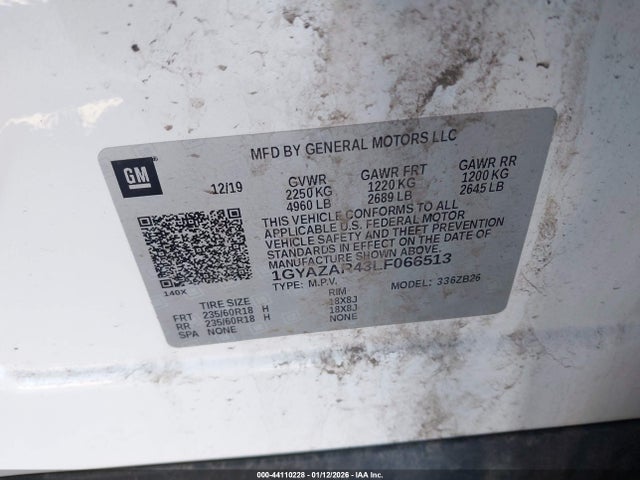 MFD BY GENERAL MOTORS LLC
GM
12/19
GVWR GAWR FRT GAWR RR
2250 KG 1220 KG 1200 KG
4960 LB 2689 LB 2645 LB
THIS VEHICLE CONFORMS TO ALL
APPLICABLE U.S. FEDERAL MOTOR
VEHICLE SAFETY AND THEFT PREVENTION
STANDARDS IN EFFECT ON THE DATE OF
MANUFACTURE SHOWN ABOVE.
1GYAZAR43LF066513
140X
TYPE: M.P.V. MODEL: 336ZB26
TIRE SIZE RIM
FRT 235/60R18 H 18X8J
RR 235/60R18 H 18X8J
SPA NONE NONE
000-44110228 - 01/12/2026 - IAA Inc.